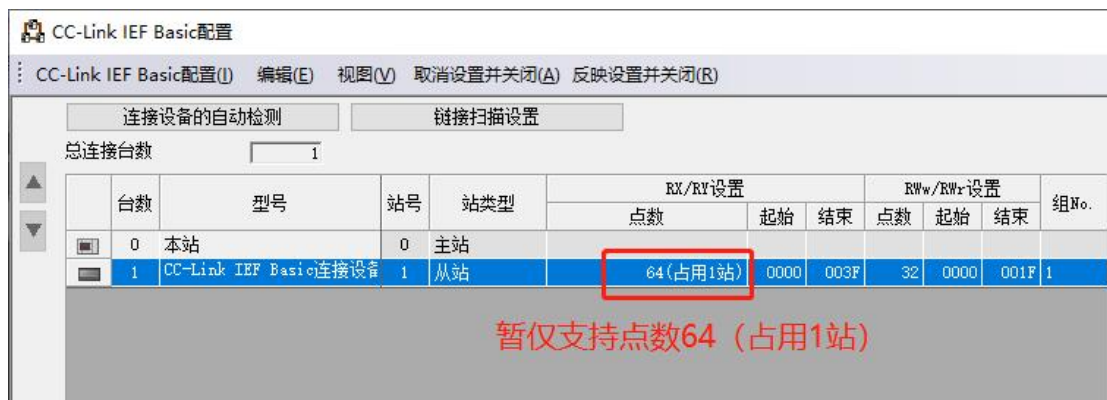 CC-Link IEF Basic配置
CC-Link IEF Basic配置(I) 编辑(E) 视图(V) 取消设置并关闭(A) 反映设置并关闭(R)
连接设备的自动检测 链接扫描设置
总连接台数 1
台数 型号 站号 站类型 RX/RY设置 RWw/RWr设置 组No.
点数 起始 结束 点数 起始 结束
0 本站 0 主站
1 CC-Link IEF Basic连接设备 1 从站 64(占用1站) 0000 003F 32 0000 001F 1
暂仅支持点数64（占用1站）